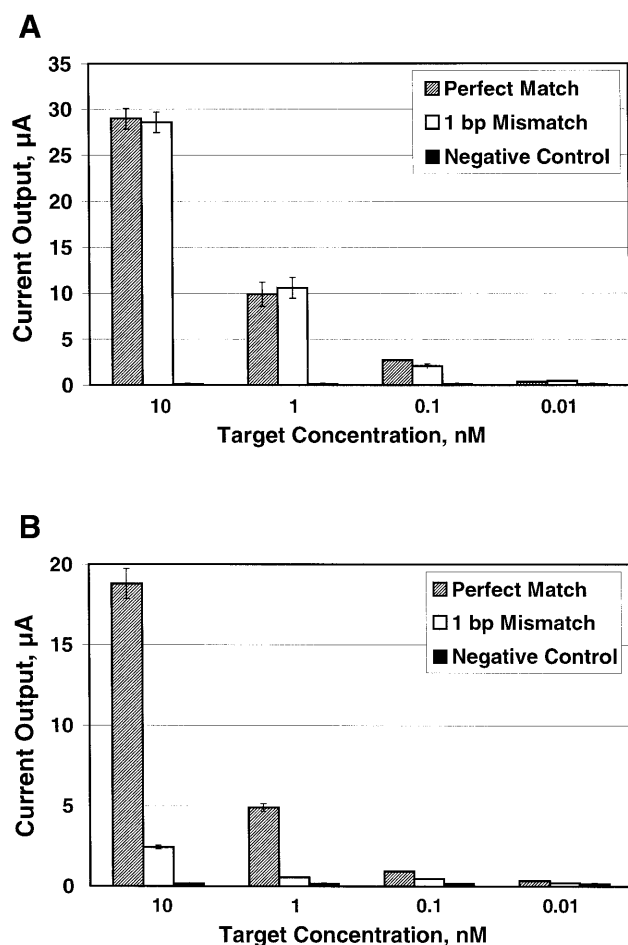 A
35
30
25
20
15
10
5
0
Current Output, µA
Perfect Match
1 bp Mismatch
Negative Control
10 1 0.1 0.01
Target Concentration, nM
B
20
15
10
5
0
Current Output, µA
Perfect Match
1 bp Mismatch
Negative Control
10 1 0.1 0.01
Target Concentration, nM